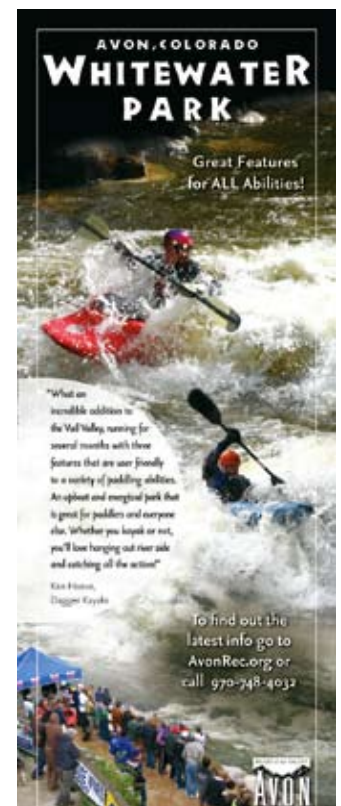 AVON, COLORADO
WHITEWATER
PARK
Great Features
for ALL Abilities!
"What an
incredible addition to
the Vail Valley, running for
several months with three
features that are user friendly
to a variety of paddling abilities.
An upbeat and energical park that
is great for paddlers and everyone
else. Whether you kayak or not,
you'll love hanging out river side
and catching all the action!"
Ken Hoeve,
Dagger Kayaks
To find out the
latest info go to
AvonRec.org or
call 970-748-4032
AVON